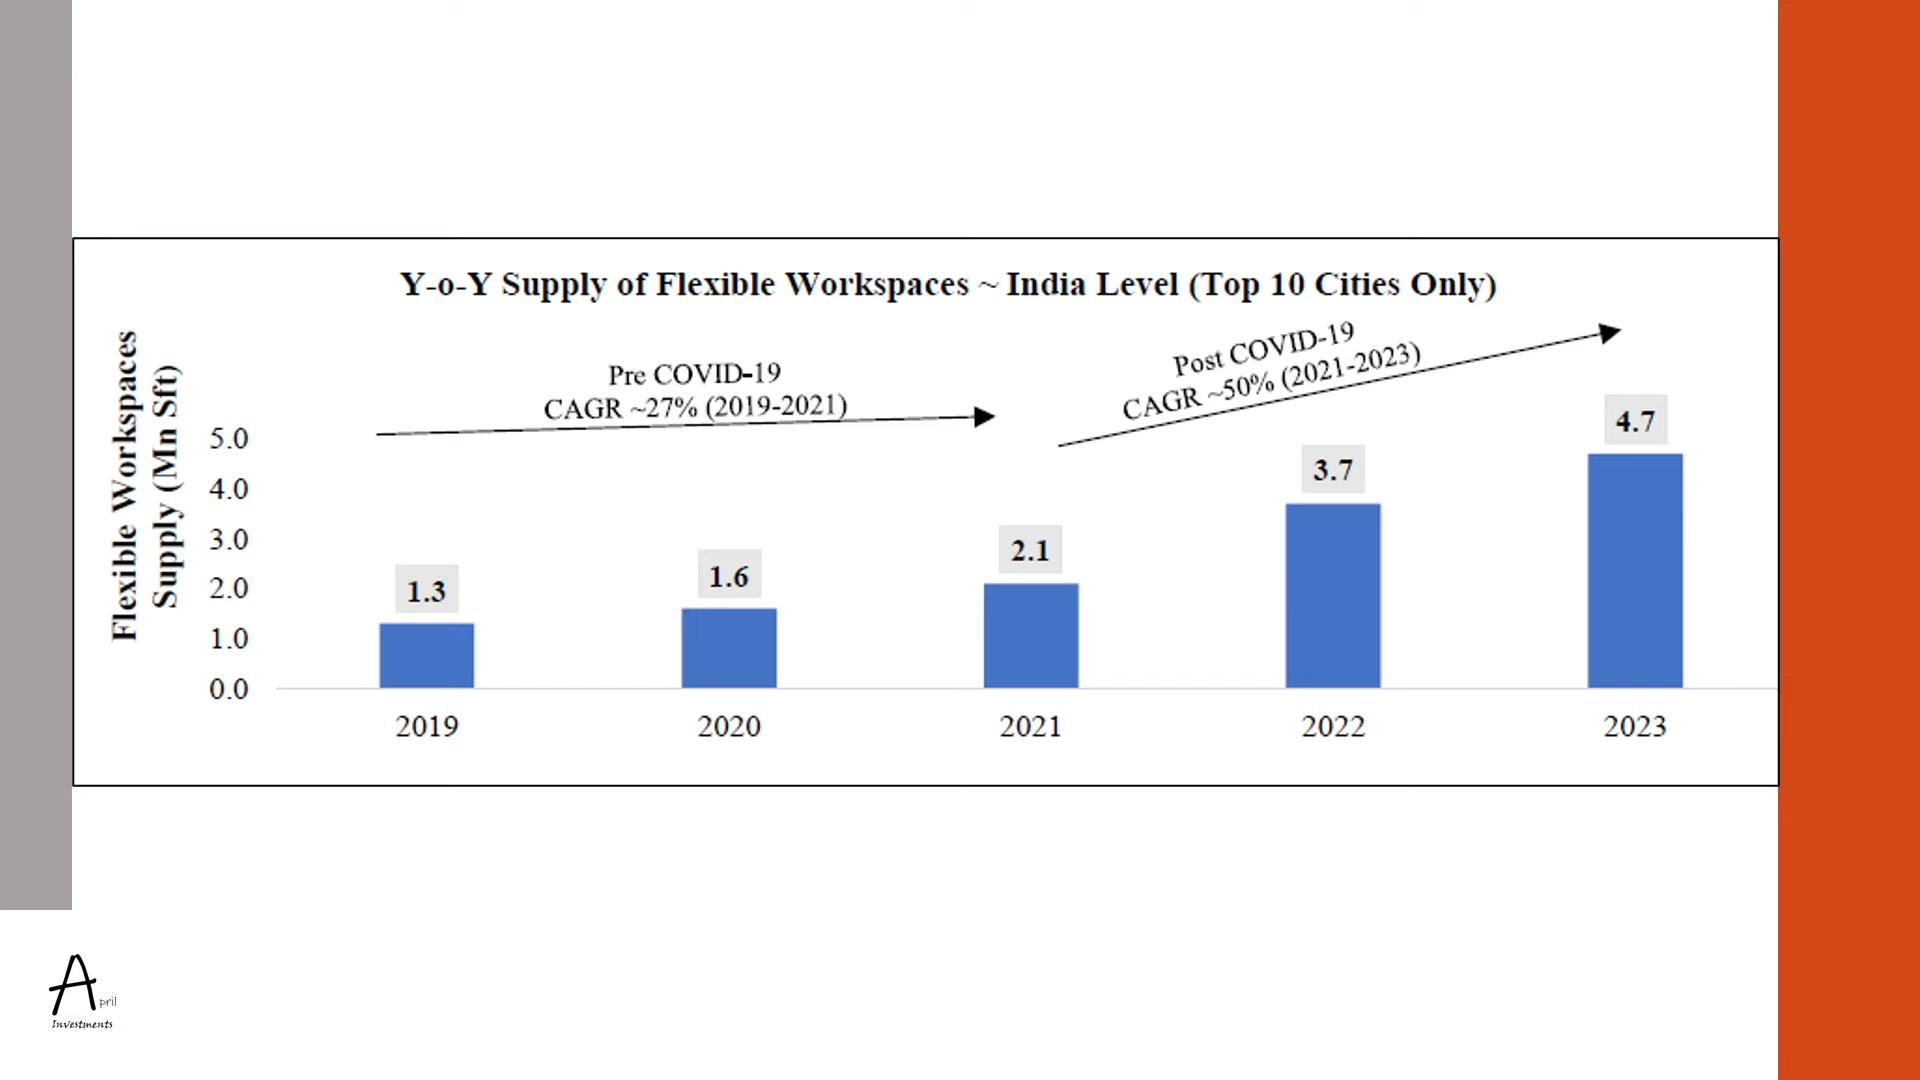 Y-o-Y Supply of Flexible Workspaces ~ India Level (Top 10 Cities Only)
Flexible Workspaces
Supply (Mn Sft)
Pre COVID-19
CAGR ~27% (2019-2021)
Post COVID-19
CAGR ~50% (2021-2023)
5.0
4.0
3.0
2.0
1.0
0.0
1.3
1.6
2.1
3.7
4.7
2019
2020
2021
2022
2023
April
Investments